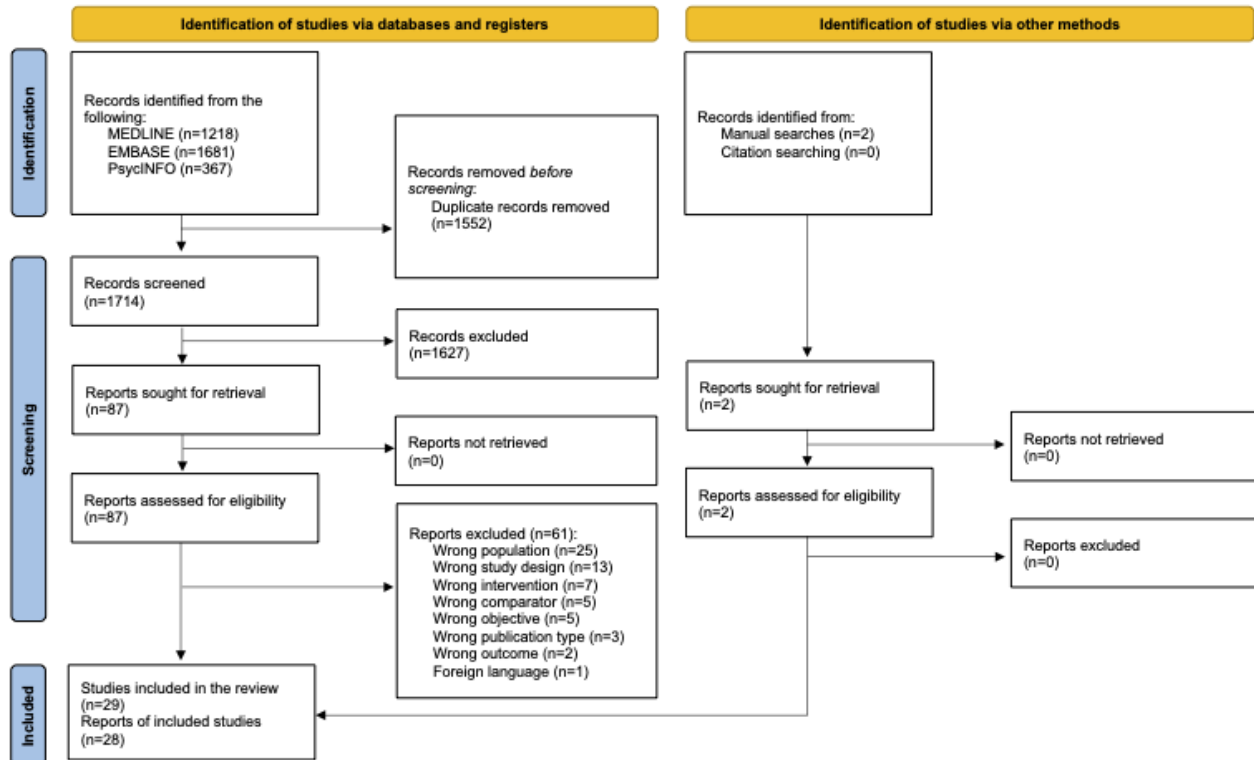 Identification of studies via databases and registers
Identification of studies via other methods
Identification
Records identified from the
following:
MEDLINE (n=1218)
EMBASE (n=1681)
PsycINFO (n=367)
Records removed before
screening:
Duplicate records removed
(n=1552)
Records identified from:
Manual searches (n=2)
Citation searching (n=0)
Screening
Records screened
(n=1714)
Records excluded
(n=1627)
Reports sought for retrieval
(n=87)
Reports not retrieved
(n=0)
Reports assessed for eligibility
(n=87)
Reports excluded (n=61):
Wrong population (n=25)
Wrong study design (n=13)
Wrong intervention (n=7)
Wrong comparator (n=5)
Wrong objective (n=5)
Wrong publication type (n=3)
Wrong outcome (n=2)
Foreign language (n=1)
Reports sought for retrieval
(n=2)
Reports not retrieved
(n=0)
Reports assessed for eligibility
(n=2)
Reports excluded
(n=0)
Included
Studies included in the review
(n=29)
Reports of included studies
(n=28)